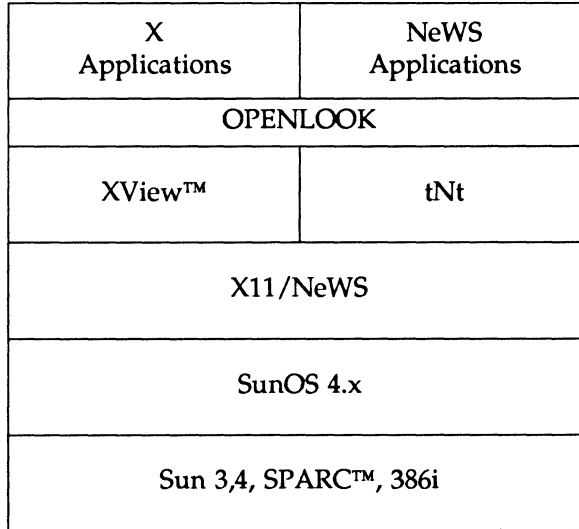 X
Applications
NeWS
Applications
OPENLOOK
XView™
tNt
X11/NeWS
SunOS 4.x
Sun 3,4, SPARC™, 386i